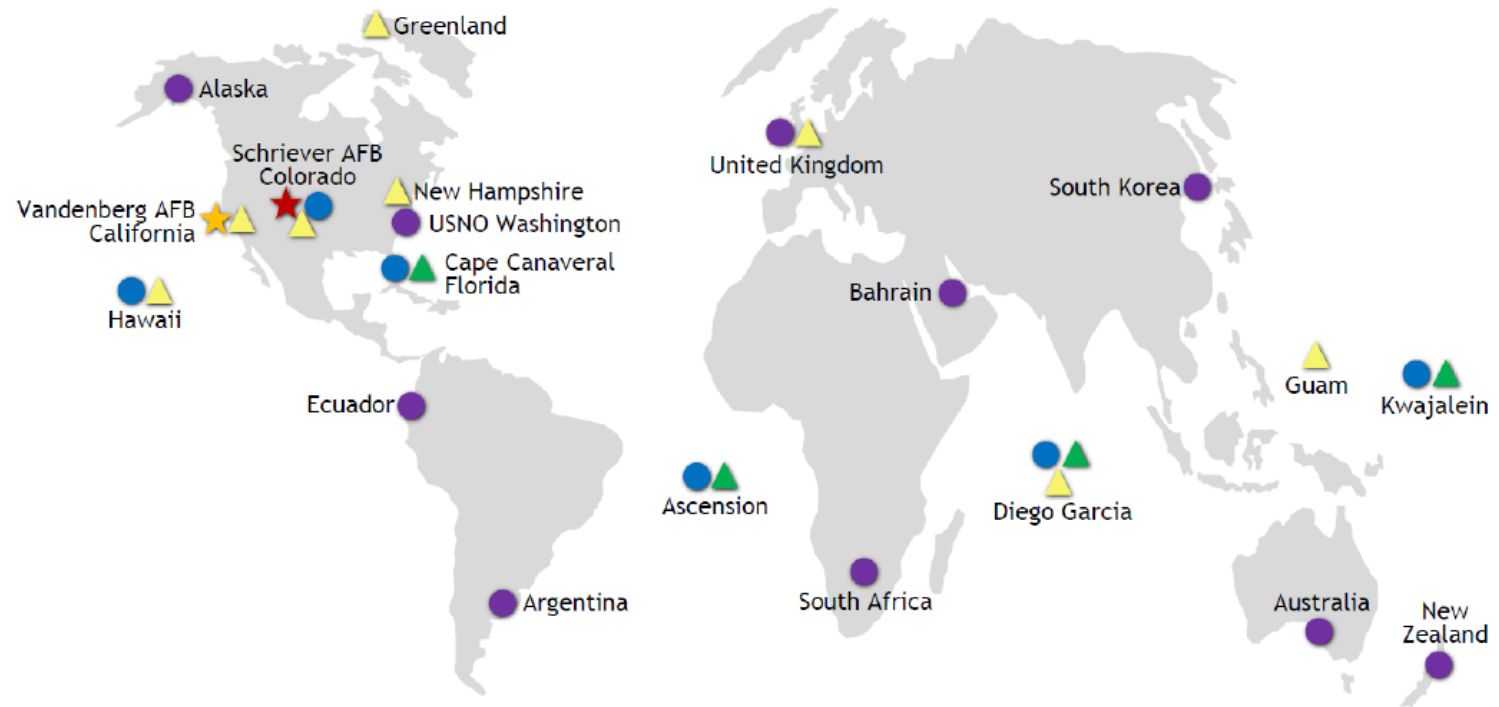 Greenland
Alaska
Schriever AFB
Colorado
New Hampshire
Vandenberg AFB
California
USNO Washington
Cape Canaveral
Florida
Hawaii
Ecuador
Argentina
United Kingdom
South Korea
Bahrain
Guam
Kwajalein
Ascension
Diego Garcia
South Africa
Australia
New
Zealand